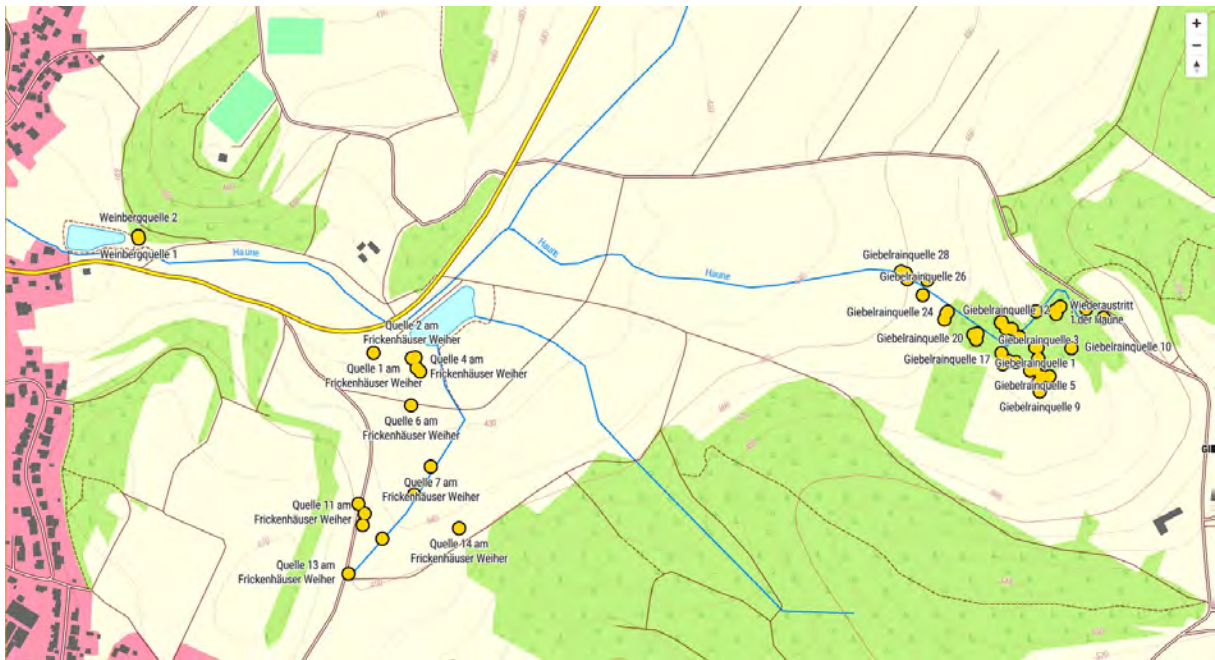 +
−
Weinbergquelle 2
Weinbergquelle 1
Haune
Haune
Haune
Giebelrainquelle 28
Giebelrainquelle 26
Giebelrainquelle 24
Giebelrainquelle 12
Wiederaustritt
1 der Haune
Giebelrainquelle 20
Giebelrainquelle 3
Giebelrainquelle 10
Giebelrainquelle 17
Giebelrainquelle 1
Giebelrainquelle 5
Giebelrainquelle 9
Quelle 2 am
Frickenhäuser Weiher
Quelle 4 am
Frickenhäuser Weiher
Quelle 1 am
Frickenhäuser Weiher
Quelle 6 am
Frickenhäuser Weiher
Quelle 7 am
Frickenhäuser Weiher
Quelle 11 am
Frickenhäuser Weiher
Quelle 14 am
Frickenhäuser Weiher
Quelle 13 am
Frickenhäuser Weiher